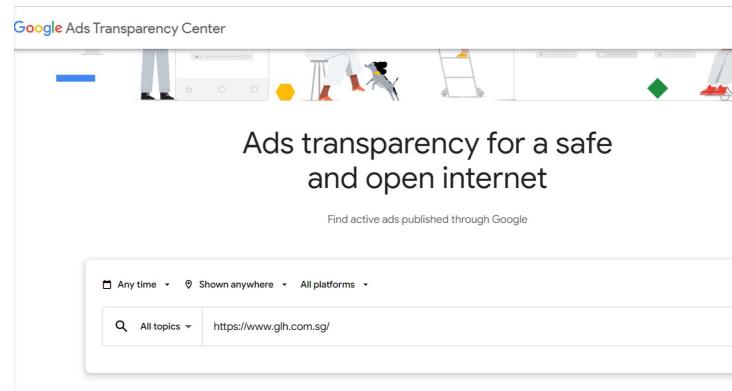 Google Ads Transparency Center
Ads transparency for a safe
and open internet
Find active ads published through Google
Any time
Shown anywhere
All platforms
All topics
https://www.glh.com.sg/